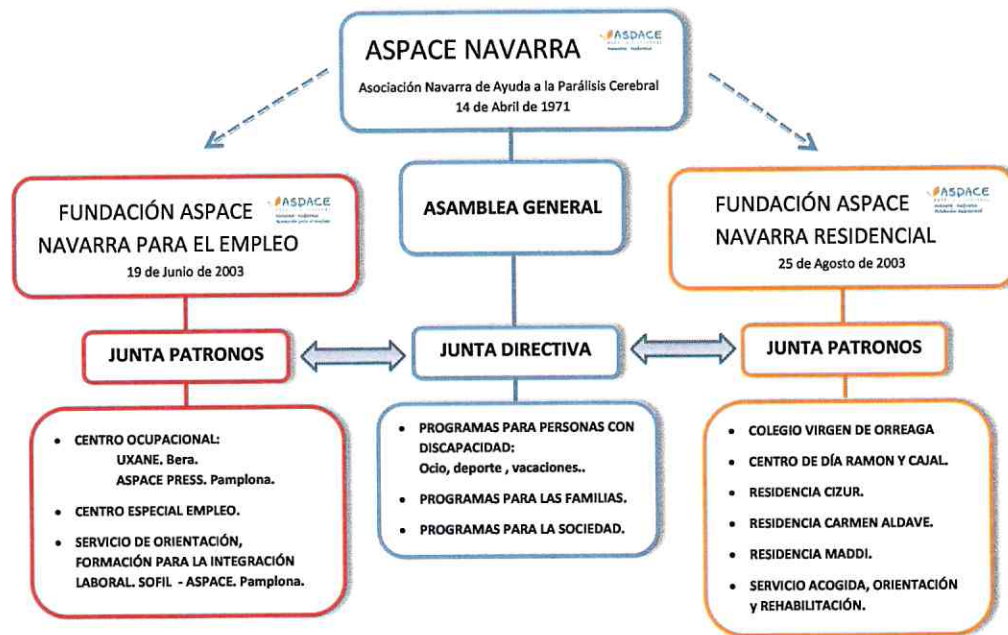 ASPACE NAVARRA
ASPACE
Asociación Navarra de Ayuda a la Parálisis Cerebral
14 de Abril de 1971
FUNDACIÓN ASPACE
NAVARRA PARA EL EMPLEO
ASPACE
19 de Junio de 2003
ASAMBLEA GENERAL
FUNDACIÓN ASPACE
NAVARRA RESIDENCIAL
ASPACE
25 de Agosto de 2003
JUNTA PATRONOS
JUNTA DIRECTIVA
JUNTA PATRONOS
• CENTRO OCUPACIONAL:
UXANE. Bera.
ASPACE PRESS. Pamplona.
• CENTRO ESPECIAL EMPLEO.
• SERVICIO DE ORIENTACIÓN,
FORMACIÓN PARA LA INTEGRACIÓN
LABORAL. SOFIL - ASPACE. Pamplona.
• PROGRAMAS PARA PERSONAS CON
DISCAPACIDAD:
Ocio, deporte , vacaciones..
• PROGRAMAS PARA LAS FAMILIAS.
• PROGRAMAS PARA LA SOCIEDAD.
• COLEGIO VIRGEN DE ORREAGA
• CENTRO DE DÍA RAMON Y CAJAL.
• RESIDENCIA CIZUR.
• RESIDENCIA CARMEN ALDAVE.
• RESIDENCIA MADDI.
• SERVICIO ACOGIDA, ORIENTACIÓN
y REHABILITACIÓN.